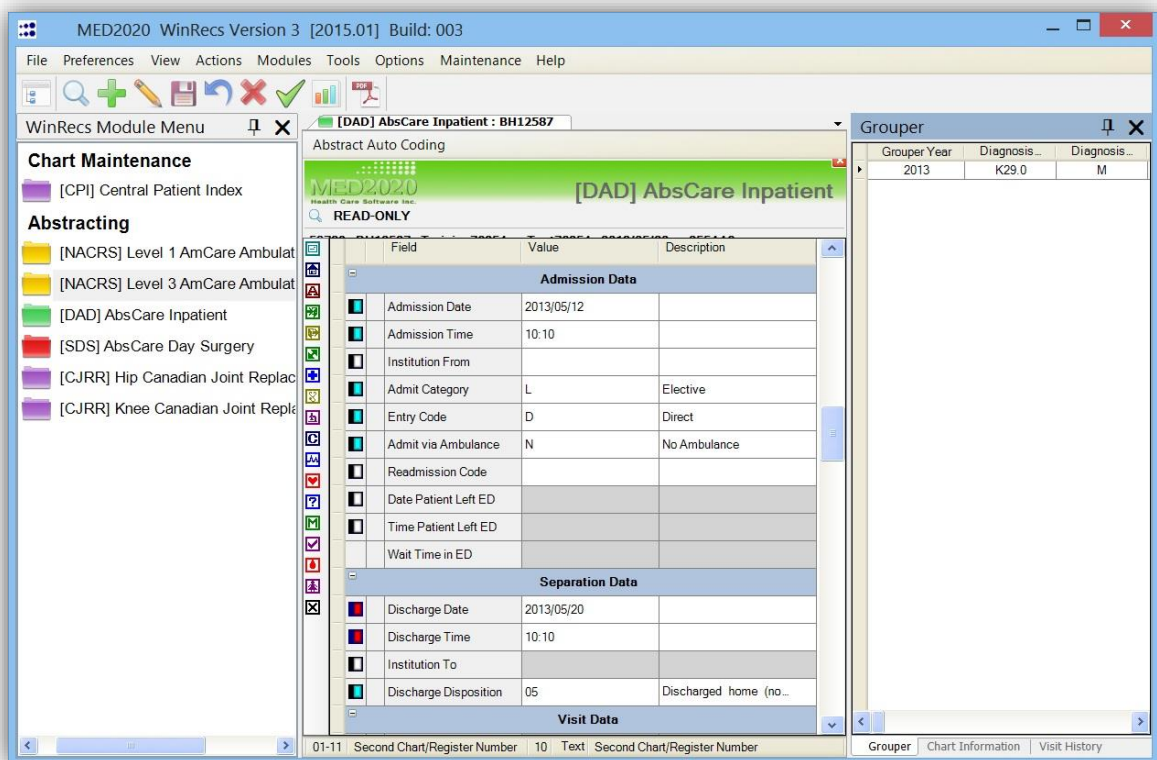 MED2020 WinRecs Version 3 [2015.01] Build: 003
File Preferences View Actions Modules Tools Options Maintenance Help
PDF
WinRecs Module Menu
Chart Maintenance
[CPI] Central Patient Index
Abstracting
[NACRS] Level 1 AmCare Ambulat
[NACRS] Level 3 AmCare Ambulat
[DAD] AbsCare Inpatient
[SDS] AbsCare Day Surgery
[CJRR] Hip Canadian Joint Replac
[CJRR] Knee Canadian Joint Repla
[DAD] AbsCare Inpatient : BH12587
Abstract Auto Coding
MED2020
Health Care Software Inc.
[DAD] AbsCare Inpatient
READ-ONLY
Field Value Description
Admission Data
Admission Date 2013/05/12
Admission Time 10:10
Institution From
Admit Category L Elective
Entry Code D Direct
Admit via Ambulance N No Ambulance
Readmission Code
Date Patient Left ED
Time Patient Left ED
Wait Time in ED
Separation Data
Discharge Date 2013/05/20
Discharge Time 10:10
Institution To
Discharge Disposition 05 Discharged home (no...
Visit Data
01-11 Second Chart/Register Number 10 Text Second Chart/Register Number
Grouper
Grouper Year Diagnosis... Diagnosis...
2013 K29.0 M
Grouper Chart Information Visit History